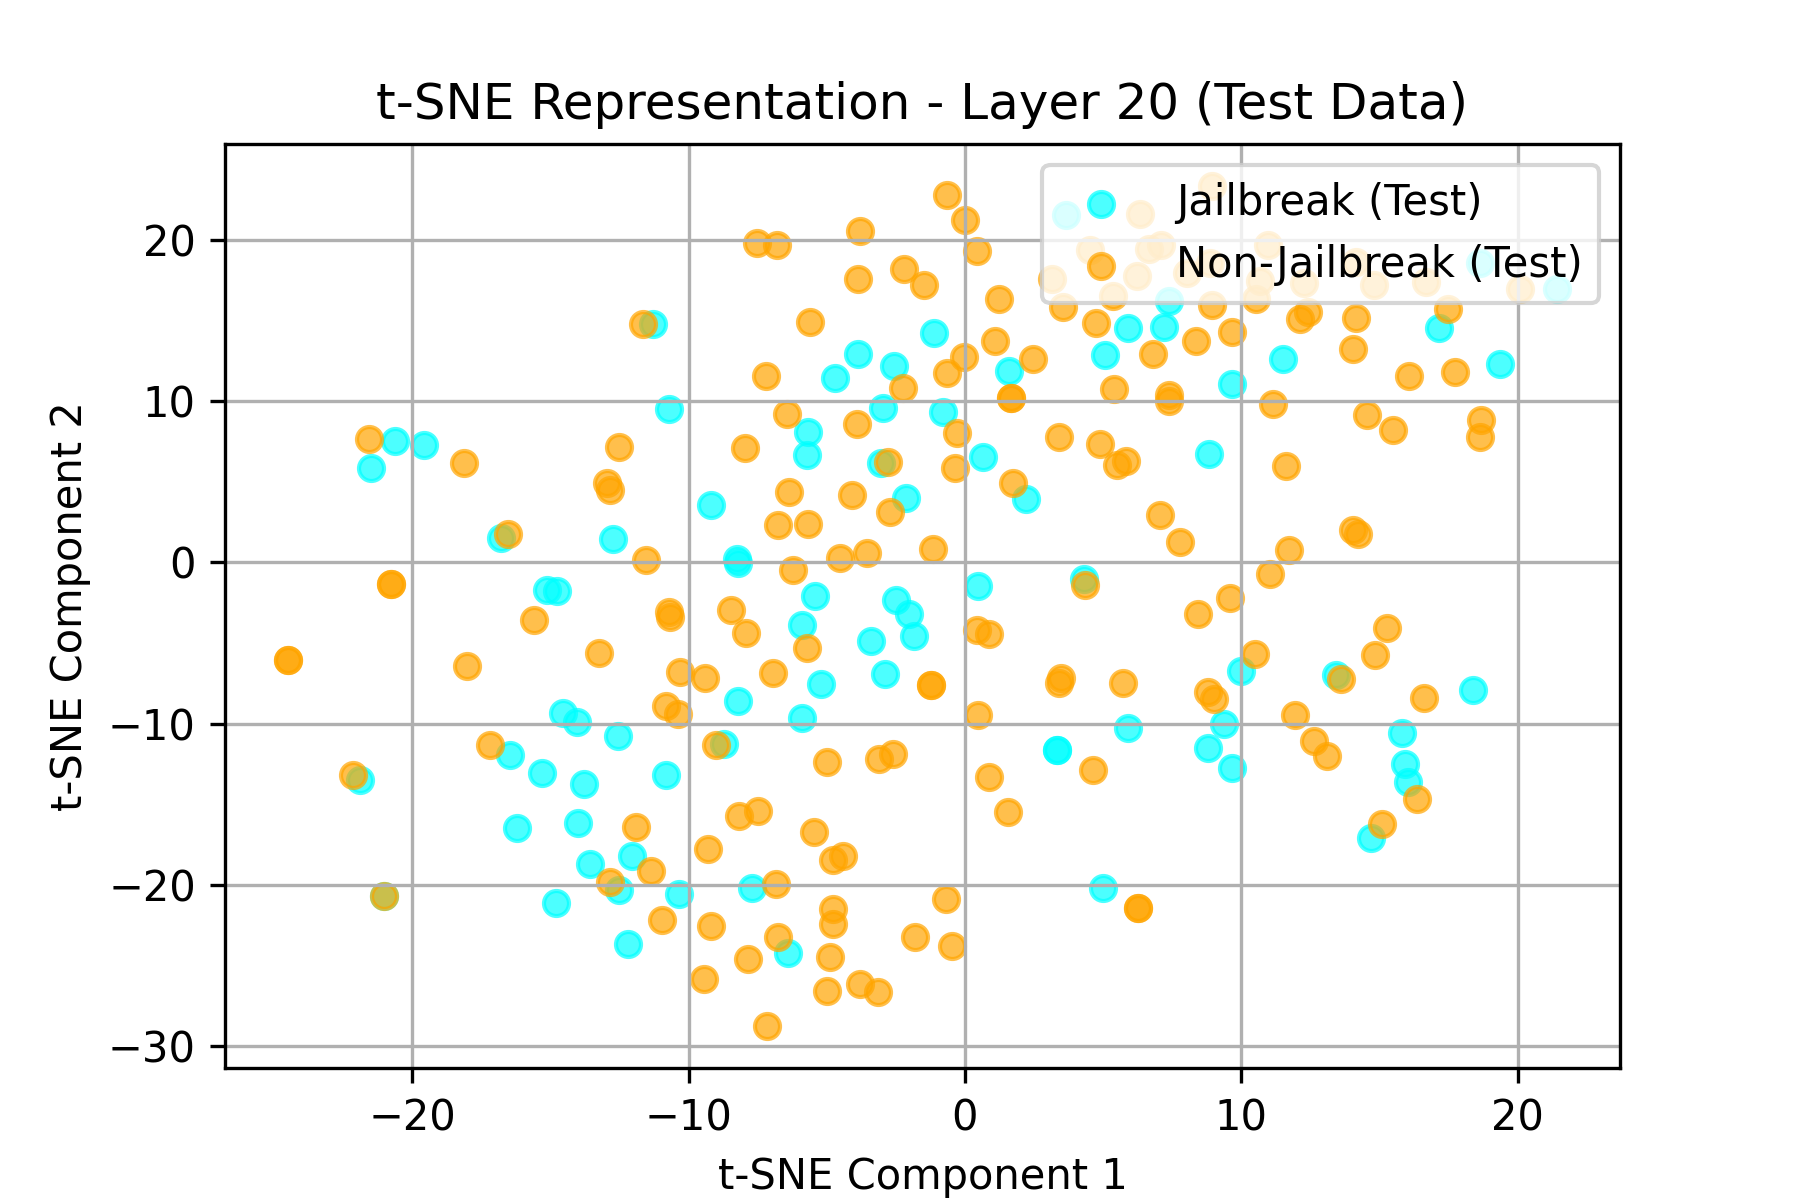 t-SNE Representation - Layer 20 (Test Data)
Jailbreak (Test)
Non-Jailbreak (Test)
20
10
0
−10
−20
−30
t-SNE Component 2
−20
−10
0
10
20
t-SNE Component 1